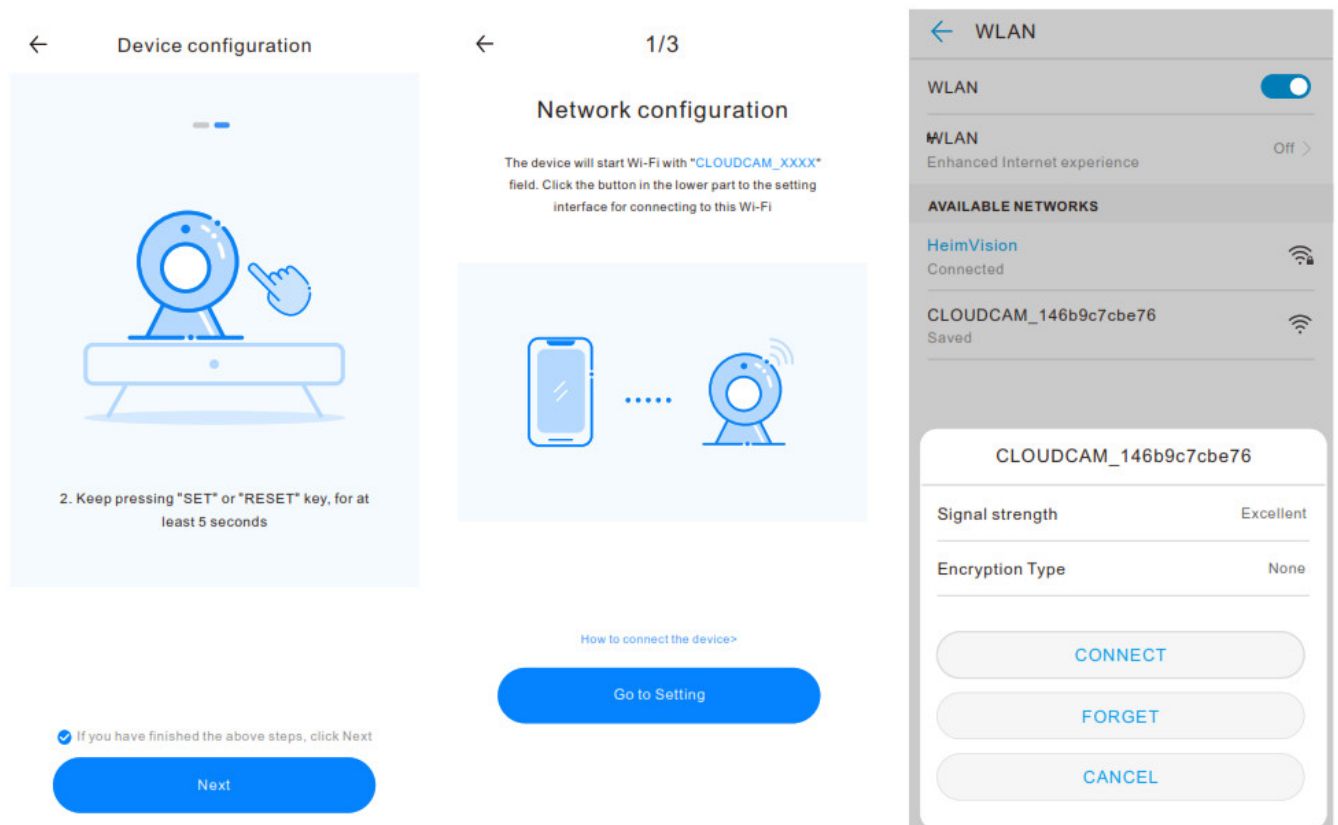 Device configuration
2. Keep pressing "SET" or "RESET" key, for at
least 5 seconds
If you have finished the above steps, click Next
Next
1/3
Network configuration
The device will start Wi-Fi with "CLOUDCAM_XXXX"
field. Click the button in the lower part to the setting
interface for connecting to this Wi-Fi
How to connect the device>
Go to Setting
WLAN
WLAN
WLAN
Enhanced Internet experience
Off >
AVAILABLE NETWORKS
HeimVision
Connected
CLOUDCAM_146b9c7cbe76
Saved
CLOUDCAM_146b9c7cbe76
Signal strength Excellent
Encryption Type None
CONNECT
FORGET
CANCEL